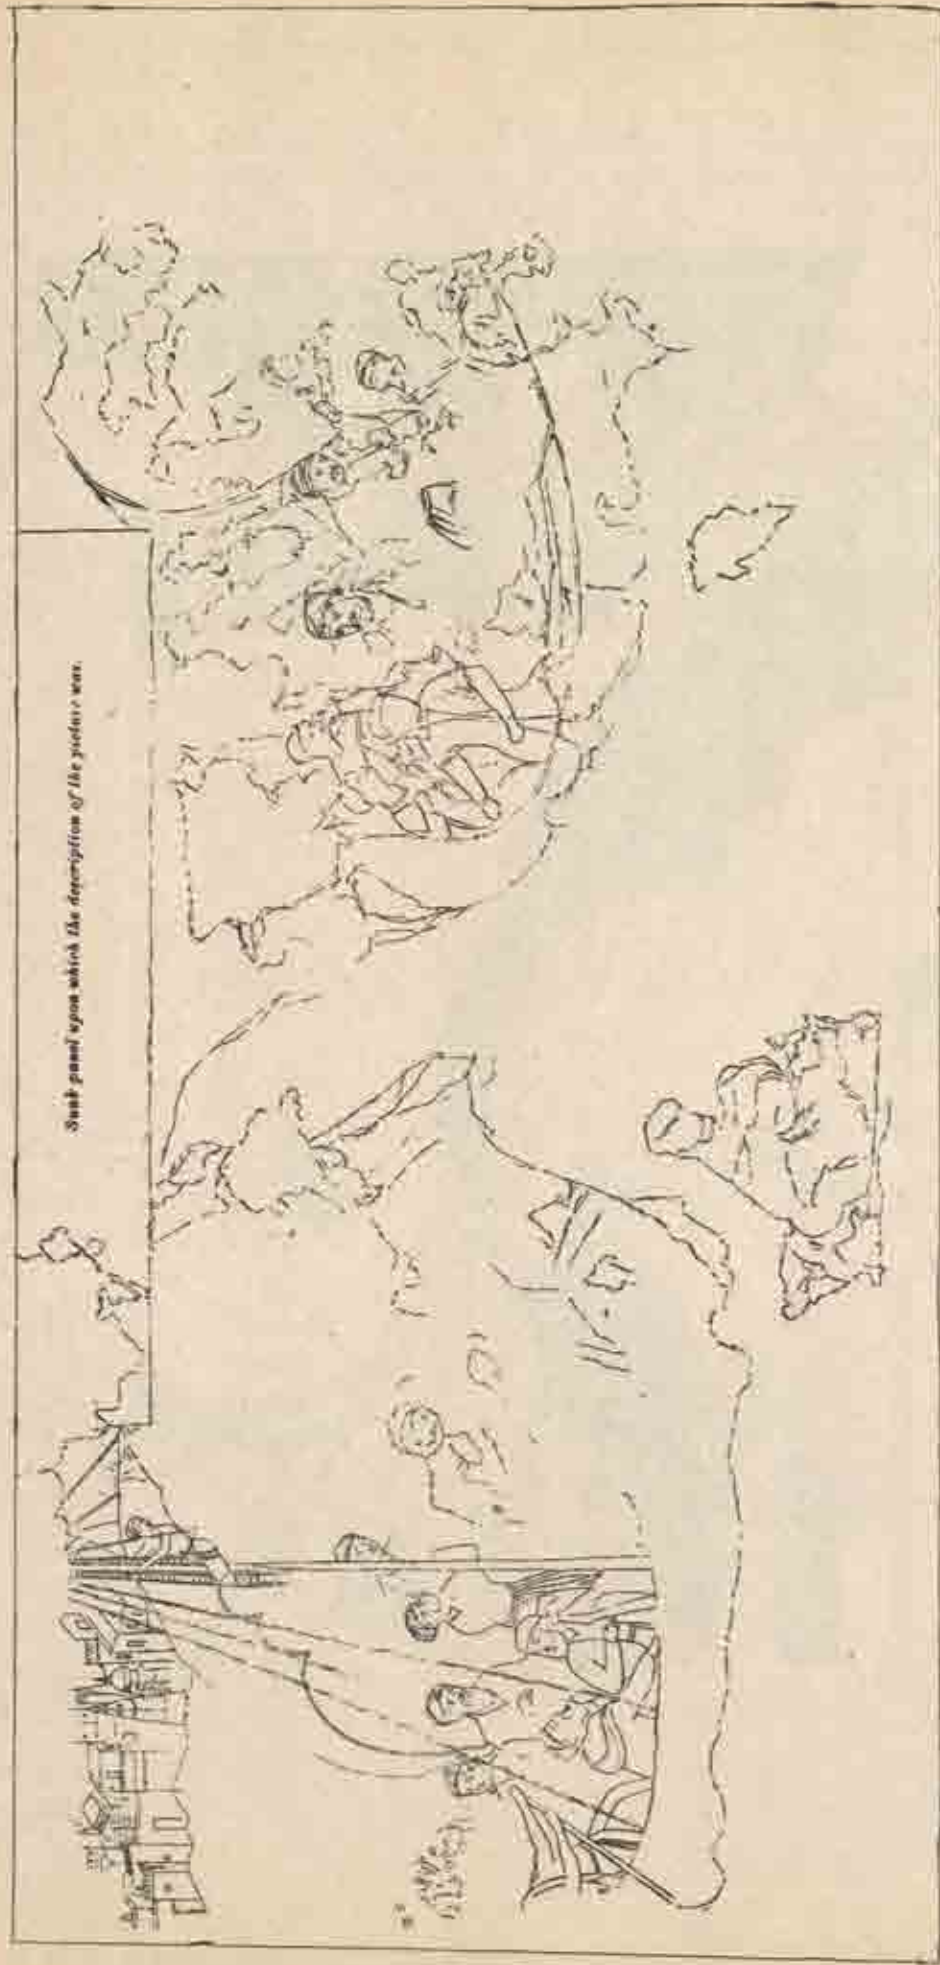 Sunk panel upon which the description of the picture was.